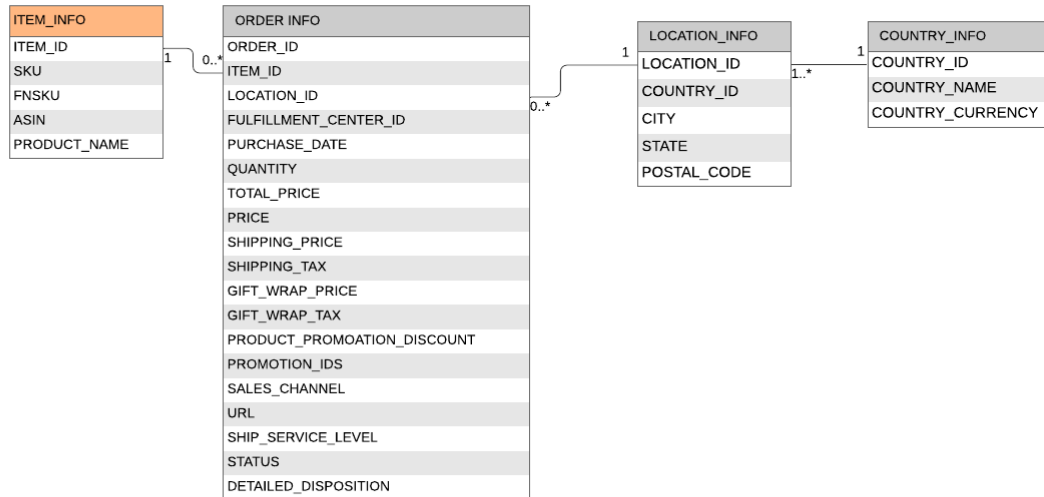 ITEM_INFO
ITEM_ID
SKU
FNSKU
ASIN
PRODUCT_NAME
1
0..*
ORDER INFO
ORDER_ID
ITEM_ID
LOCATION_ID
FULFILLMENT_CENTER_ID
PURCHASE_DATE
QUANTITY
TOTAL_PRICE
PRICE
SHIPPING_PRICE
SHIPPING_TAX
GIFT_WRAP_PRICE
GIFT_WRAP_TAX
PRODUCT_PROMOATION_DISCOUNT
PROMOTION_IDS
SALES_CHANNEL
URL
SHIP_SERVICE_LEVEL
STATUS
DETAILED_DISPOSITION
0..*
1
LOCATION_INFO
LOCATION_ID
COUNTRY_ID
CITY
STATE
POSTAL_CODE
1..*
1
COUNTRY_INFO
COUNTRY_ID
COUNTRY_NAME
COUNTRY_CURRENCY